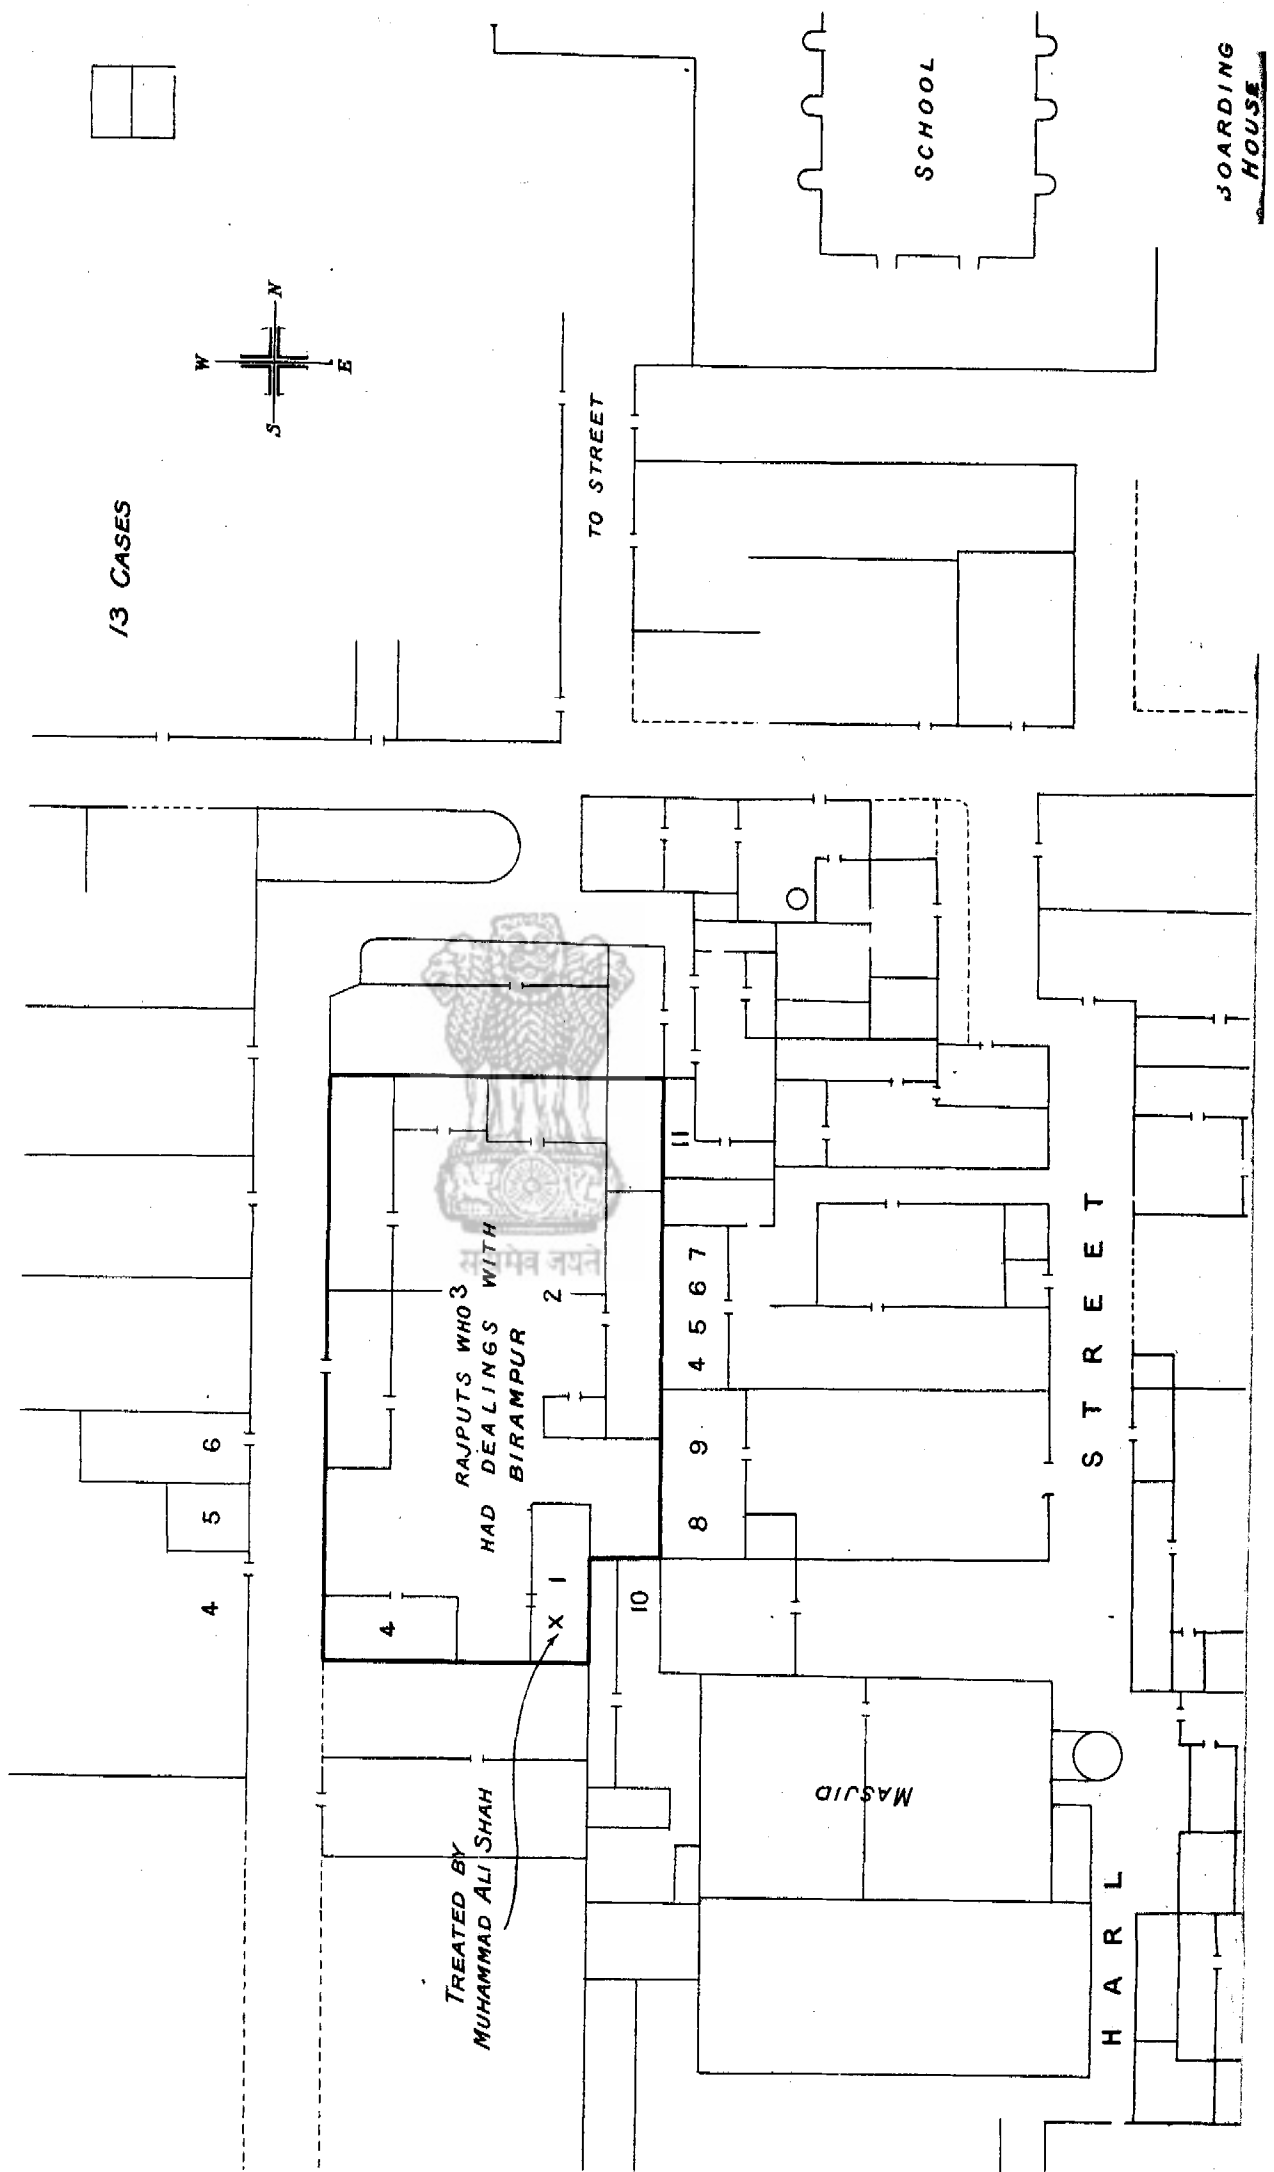 13 CASES
W
N
S
E
TO STREET
SCHOOL
BOARDING
HOUSE
RAJPUTS WHO
HAD DEALINGS WITH
BIRAMPUR
3
2
1
X
4
4
5
6
4 5 6 7
8 9
10
11
TREATED BY
MUHAMMAD ALI SHAH
MASJID
HARL STREET
सत्यमेव जयते